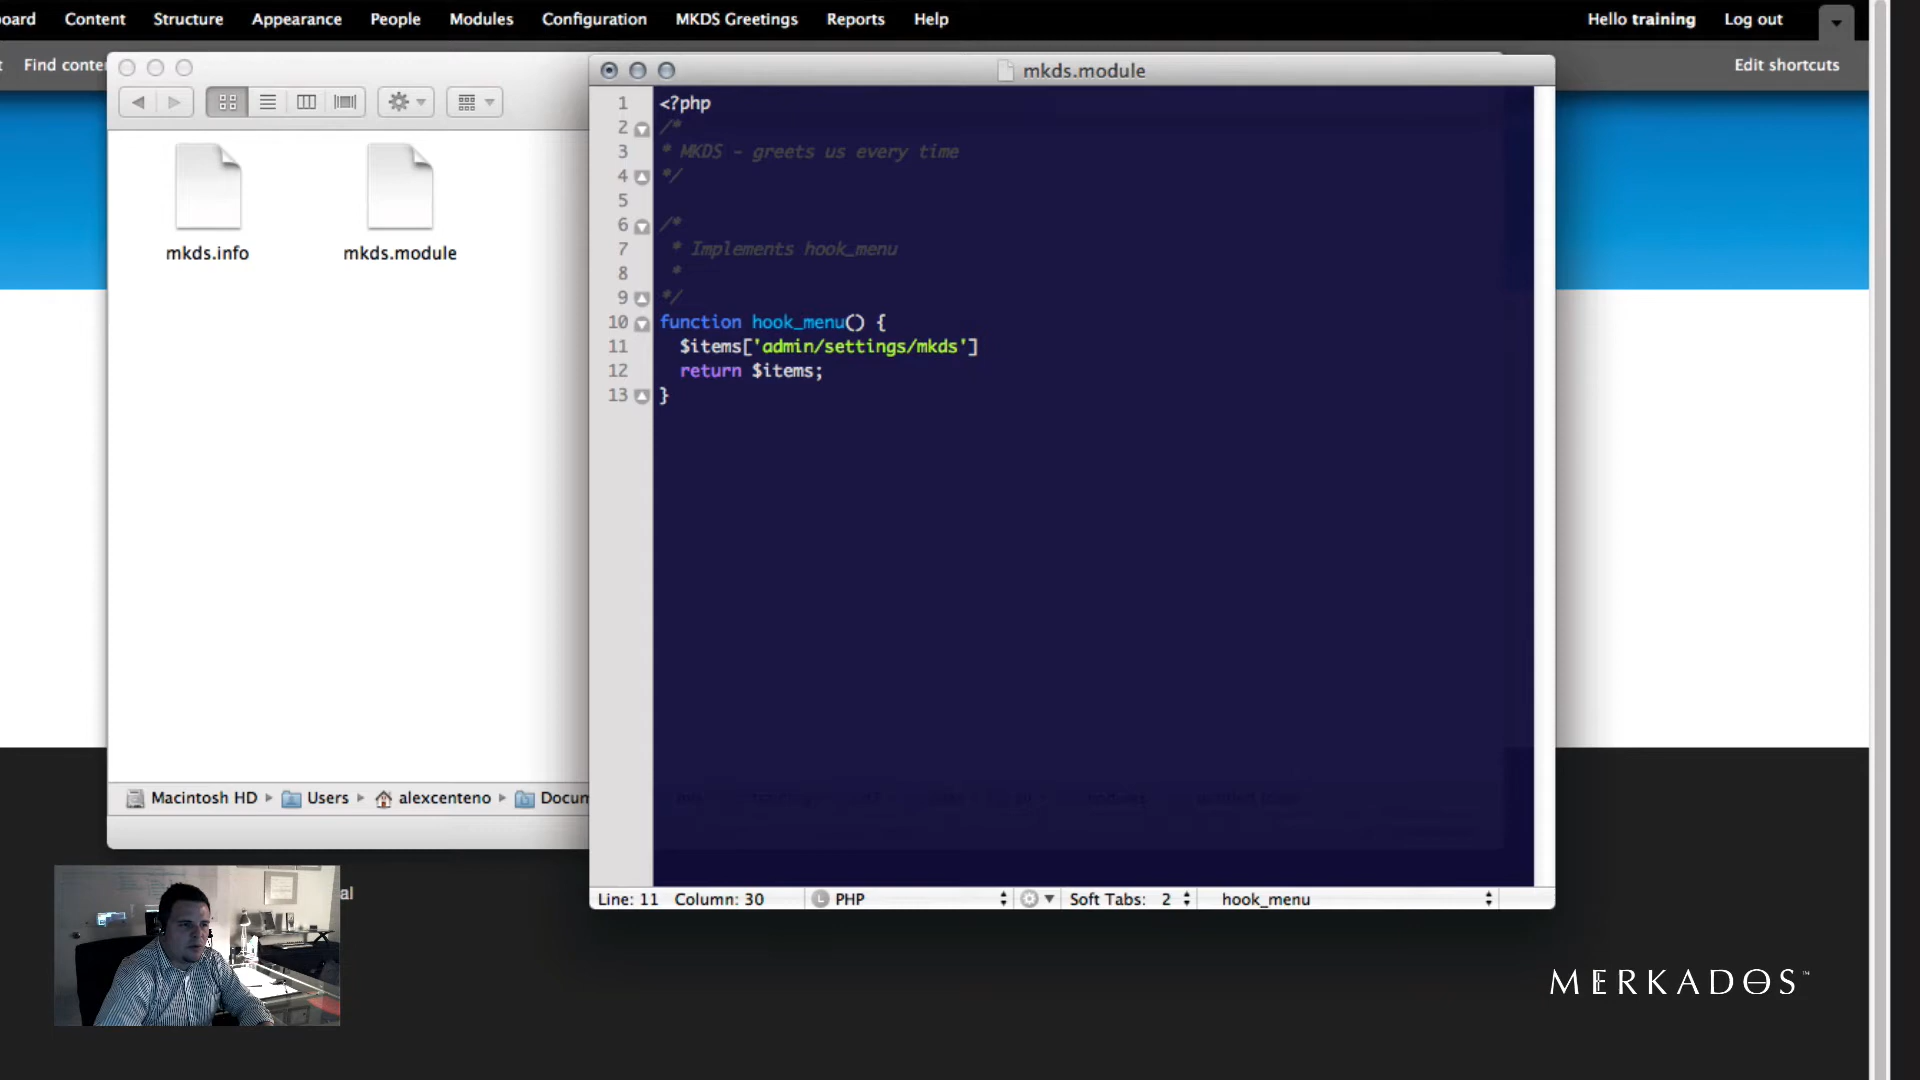 oard Content Structure Appearance People Modules Configuration MKDS Greetings Reports Help Hello training Log out
t Find conte Edit shortcuts
mkds.module
mkds.info mkds.module
1 <?php
2 /*
3 * MKDS - greets us every time
4 */
5
6 /*
7 * Implements hook_menu
8 *
9 */
10 function hook_menu() {
11 $items['admin/settings/mkds']
12 return $items;
13 }
Macintosh HD Users alexcenteno Docum
al
Line: 11 Column: 30 PHP Soft Tabs: 2 hook_menu
MERKADOS™